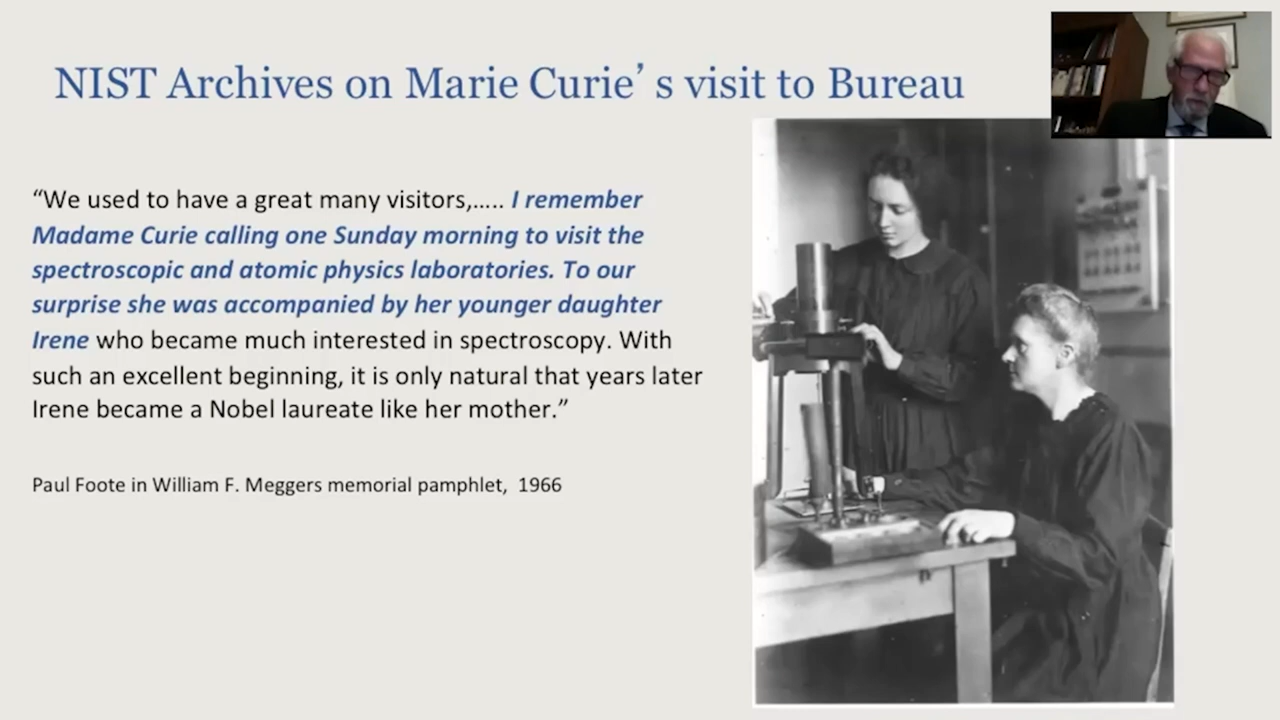 NIST Archives on Marie Curie’ s visit to Bureau
“We used to have a great many visitors,….. I remember
Madame Curie calling one Sunday morning to visit the
spectroscopic and atomic physics laboratories. To our
surprise she was accompanied by her younger daughter
Irene who became much interested in spectroscopy. With
such an excellent beginning, it is only natural that years later
Irene became a Nobel laureate like her mother.”
Paul Foote in William F. Meggers memorial pamphlet, 1966